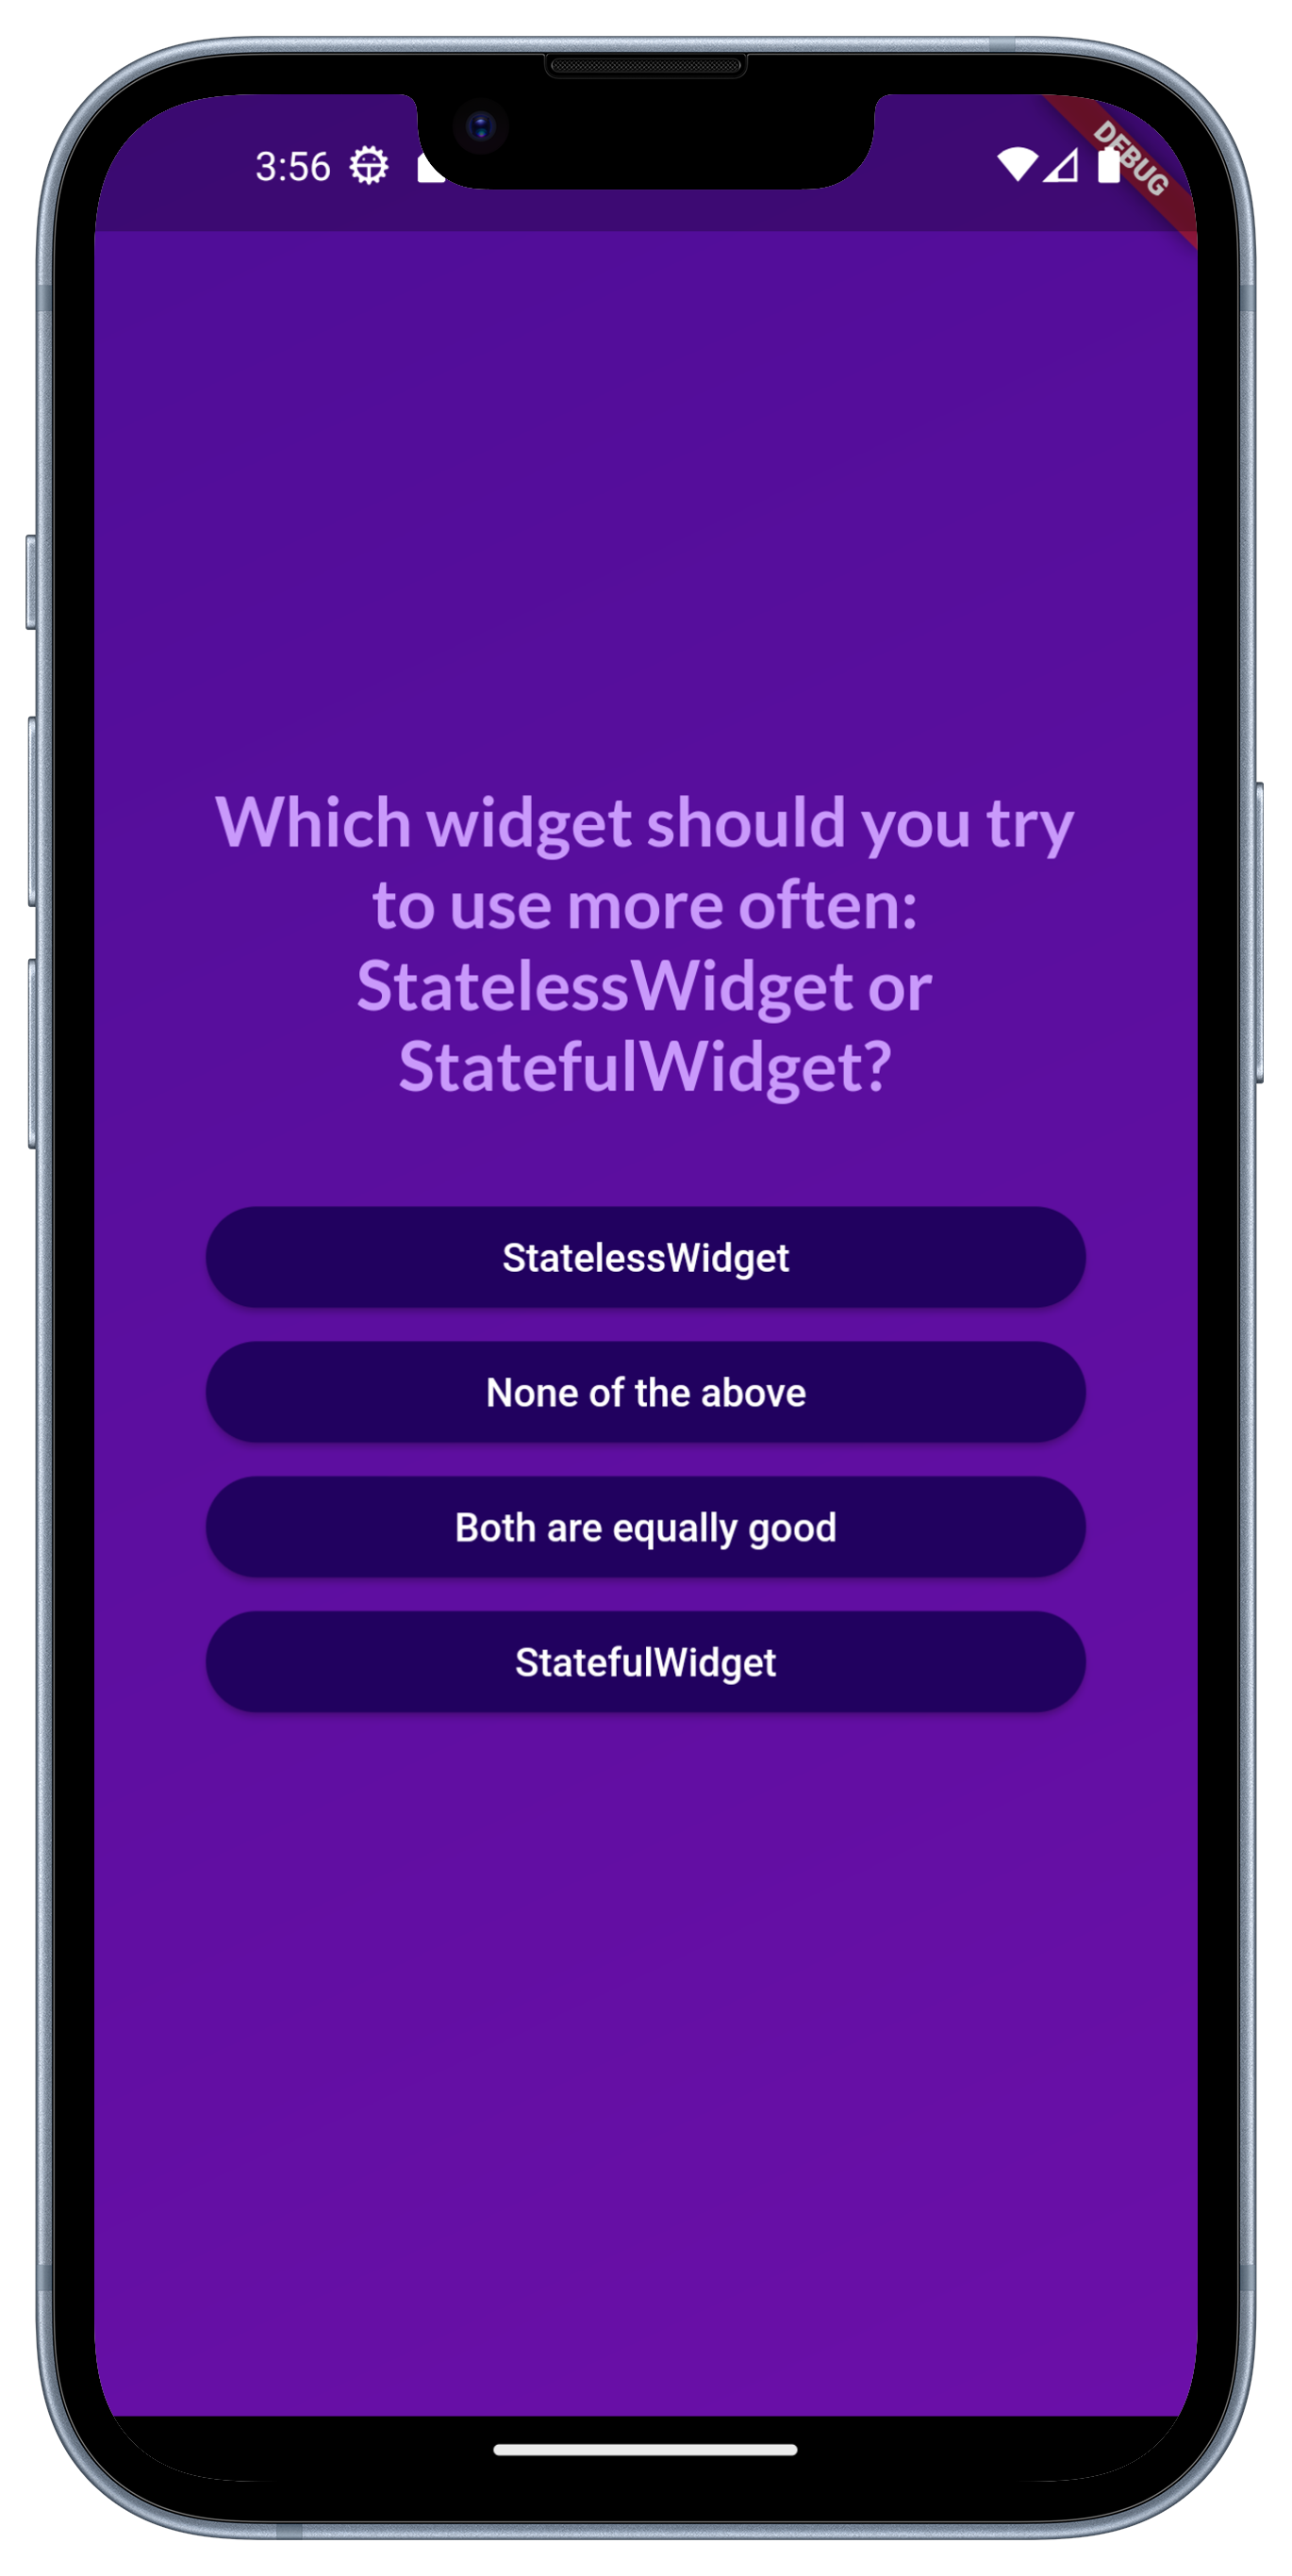 3:56
DEBUG
Which widget should you try
to use more often:
StatelessWidget or
StatefulWidget?
StatelessWidget
None of the above
Both are equally good
StatefulWidget